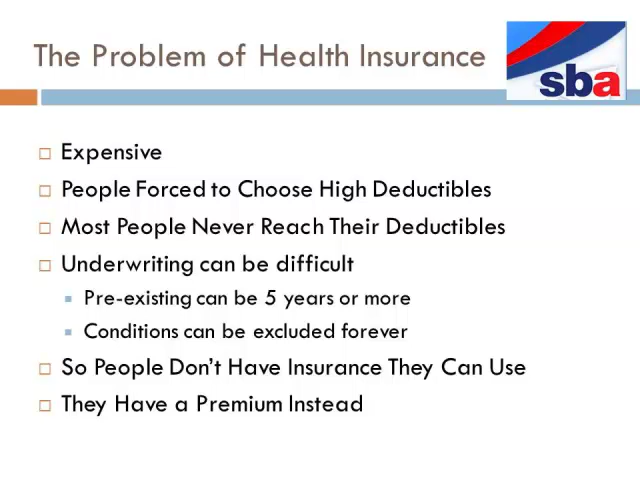 The Problem of Health Insurance
sba
Expensive
People Forced to Choose High Deductibles
Most People Never Reach Their Deductibles
Underwriting can be difficult
Pre-existing can be 5 years or more
Conditions can be excluded forever
So People Don't Have Insurance They Can Use
They Have a Premium Instead